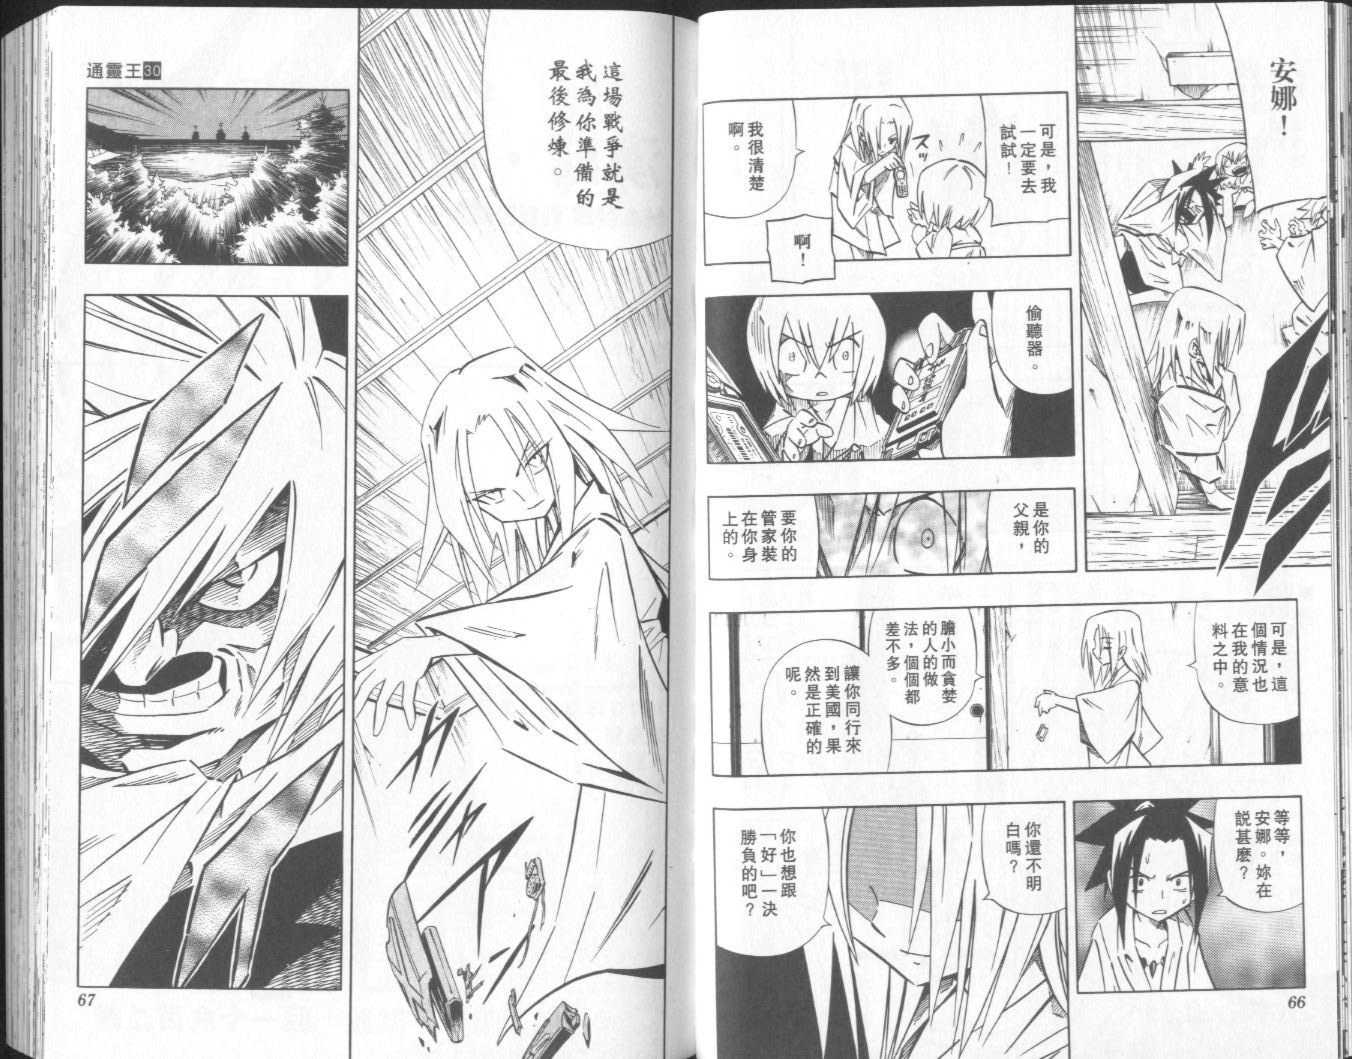 安娜！
可是，我
一定要去
試試！
スッ
我很清楚
啊。
啊！
偷聽器。
是你的
父親，
要你的
管家裝
在你身
上的。
可是，這
個情況也
在我的意
料之中。
膽小而貪婪
的人的做
法，個個都
差不多。
讓你同行來
到美國，果
然是正確的
呢。
等等，
安娜。妳在
説甚麼？
你還不明
白嗎？
你也想跟
「好」一決
勝負的吧？
66
這場戰爭就是
我為你準備的
最後修煉。
通靈王30
67